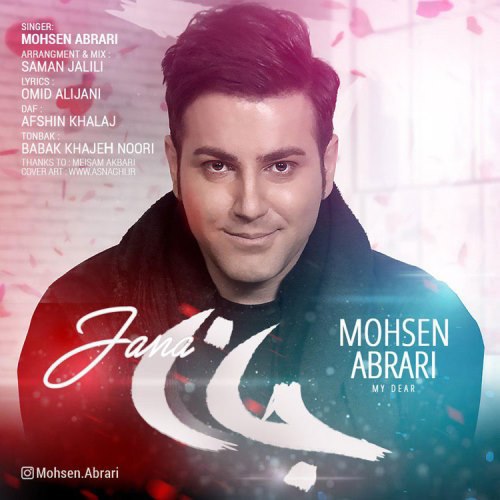 SINGER:
MOHSEN ABRARI
ARRANGMENT & MIX :
SAMAN JALILI
LYRICS :
OMID ALIJANI
DAF :
AFSHIN KHALAJ
TONBAK :
BABAK KHAJEH NOORI
THANKS TO : MEISAM AKBARI
COVER ART : WWW.ASNAGHI.IR
Jana
جانا
MOHSEN
ABRARI
MY DEAR
Mohsen.Abrari